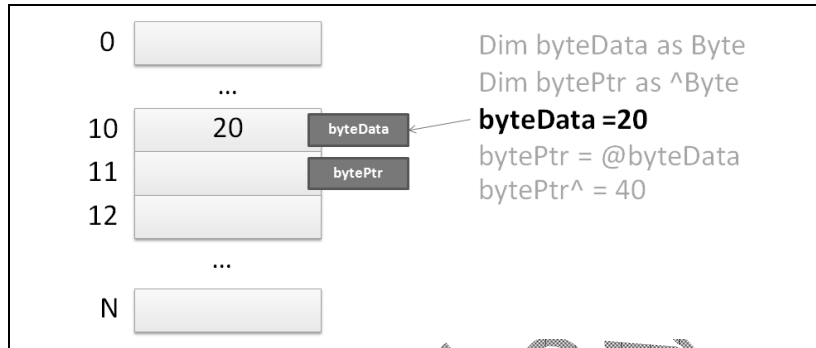 0
...
10 20 byteData
11 bytePtr
12
...
N
Dim byteData as Byte
Dim bytePtr as ^Byte
byteData =20
bytePtr = @byteData
bytePtr^ = 40